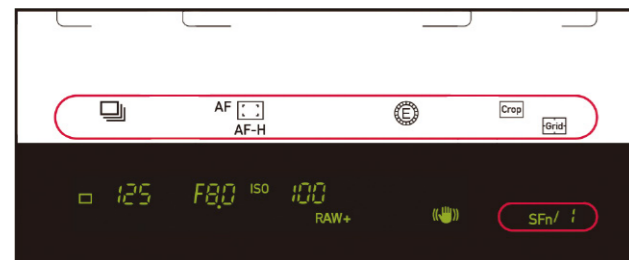 AF
AF-H
E
Crop
Grid
125 F8.0 ISO 100
RAW+
SFn/ 1